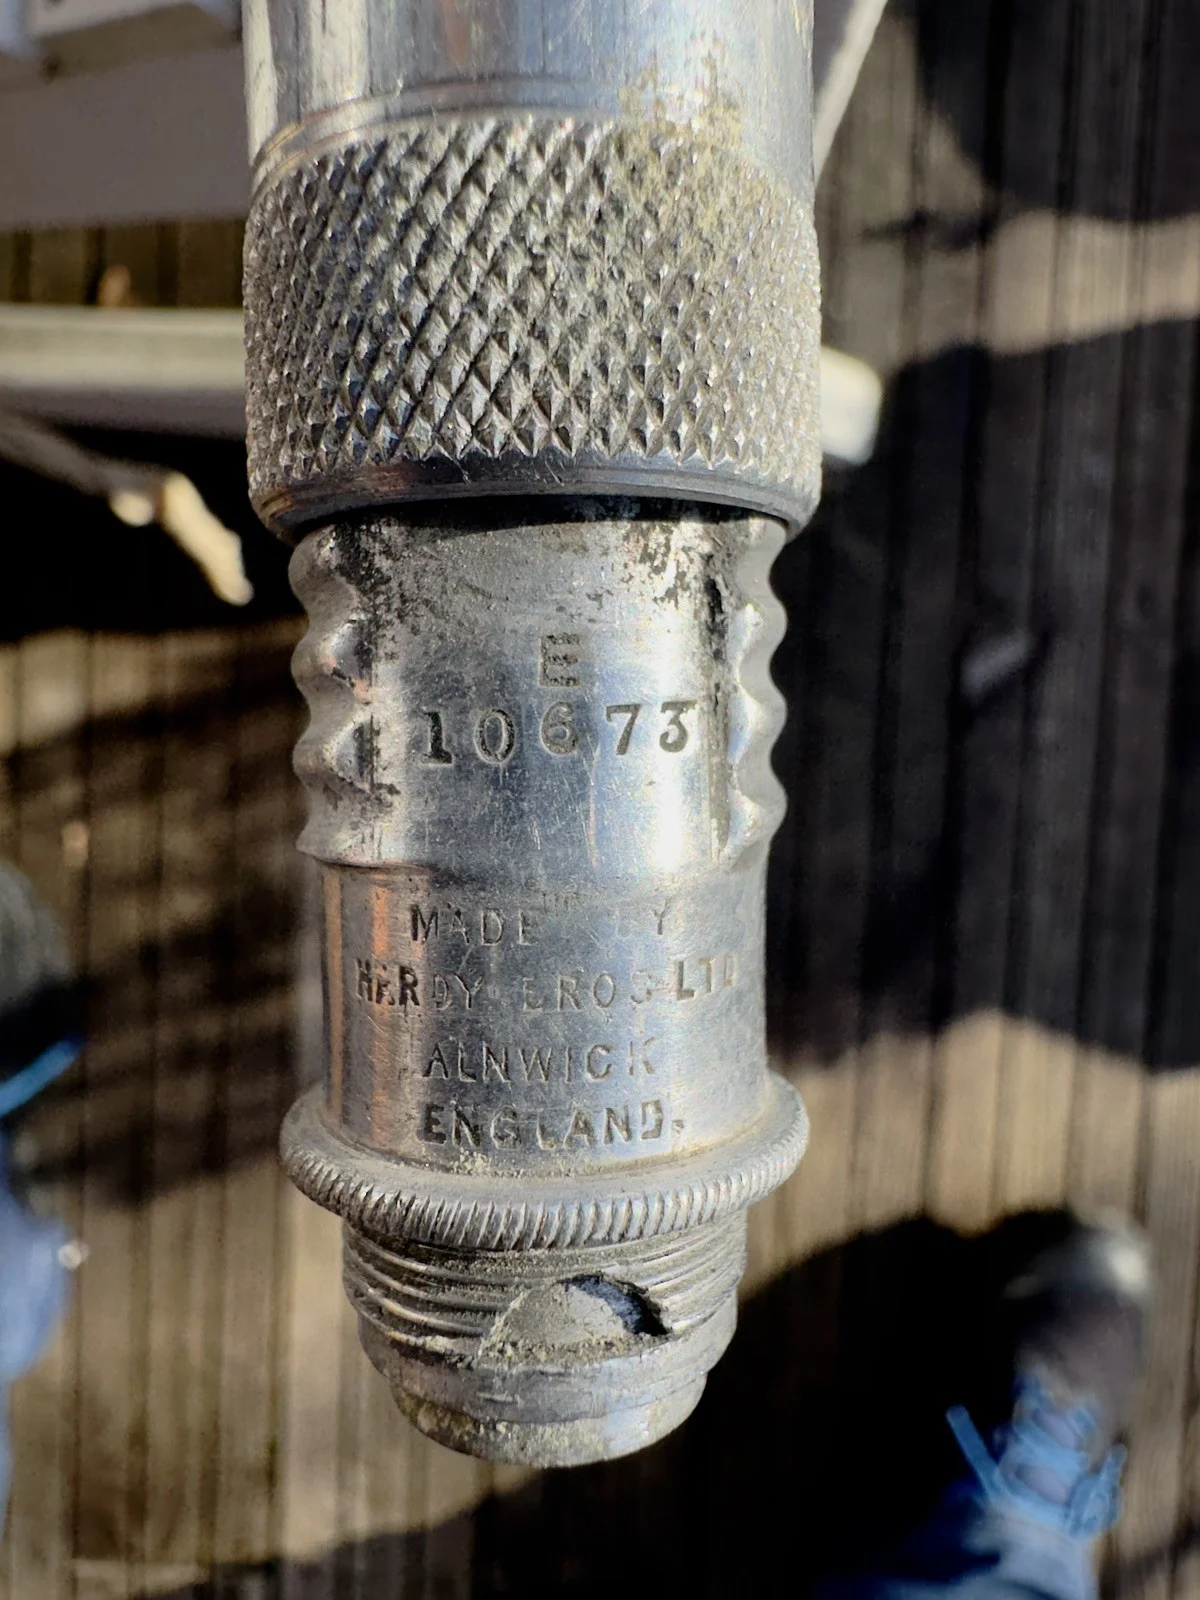 E
10673
MADE BY
HARDY BROS LTD
ALNWICK
ENGLAND.